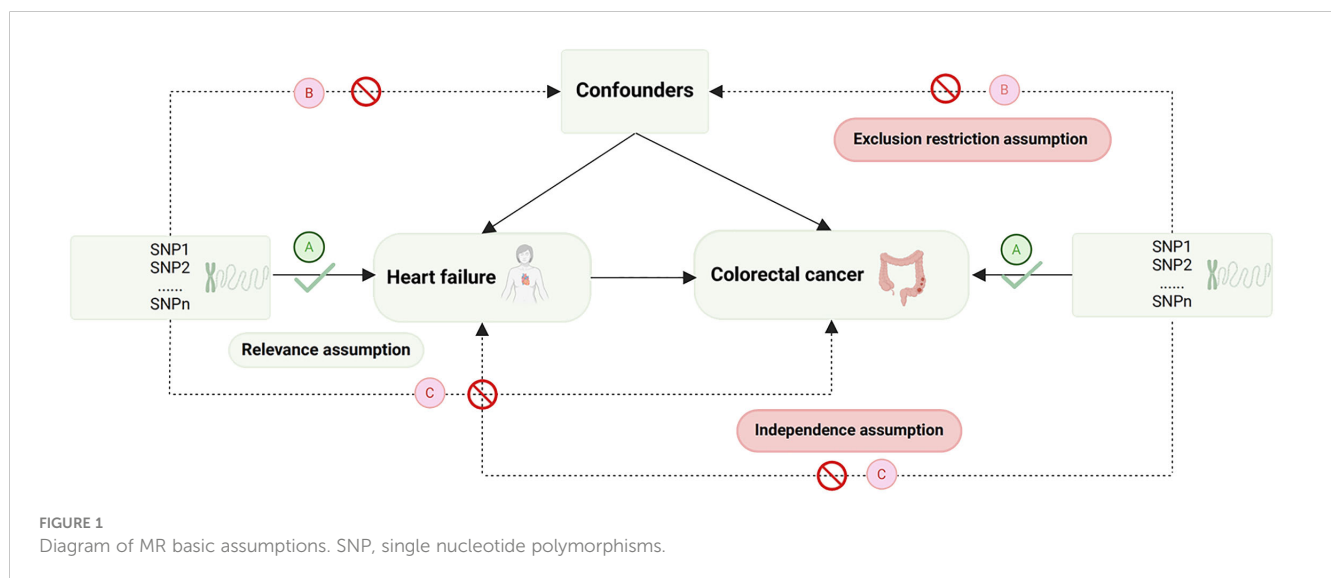 Confounders
B
B
Exclusion restriction assumption
SNP1
SNP2
......
SNPn
A
Heart failure
Colorectal cancer
A
SNP1
SNP2
......
SNPn
Relevance assumption
C
Independence assumption
C
FIGURE 1
Diagram of MR basic assumptions. SNP, single nucleotide polymorphisms.